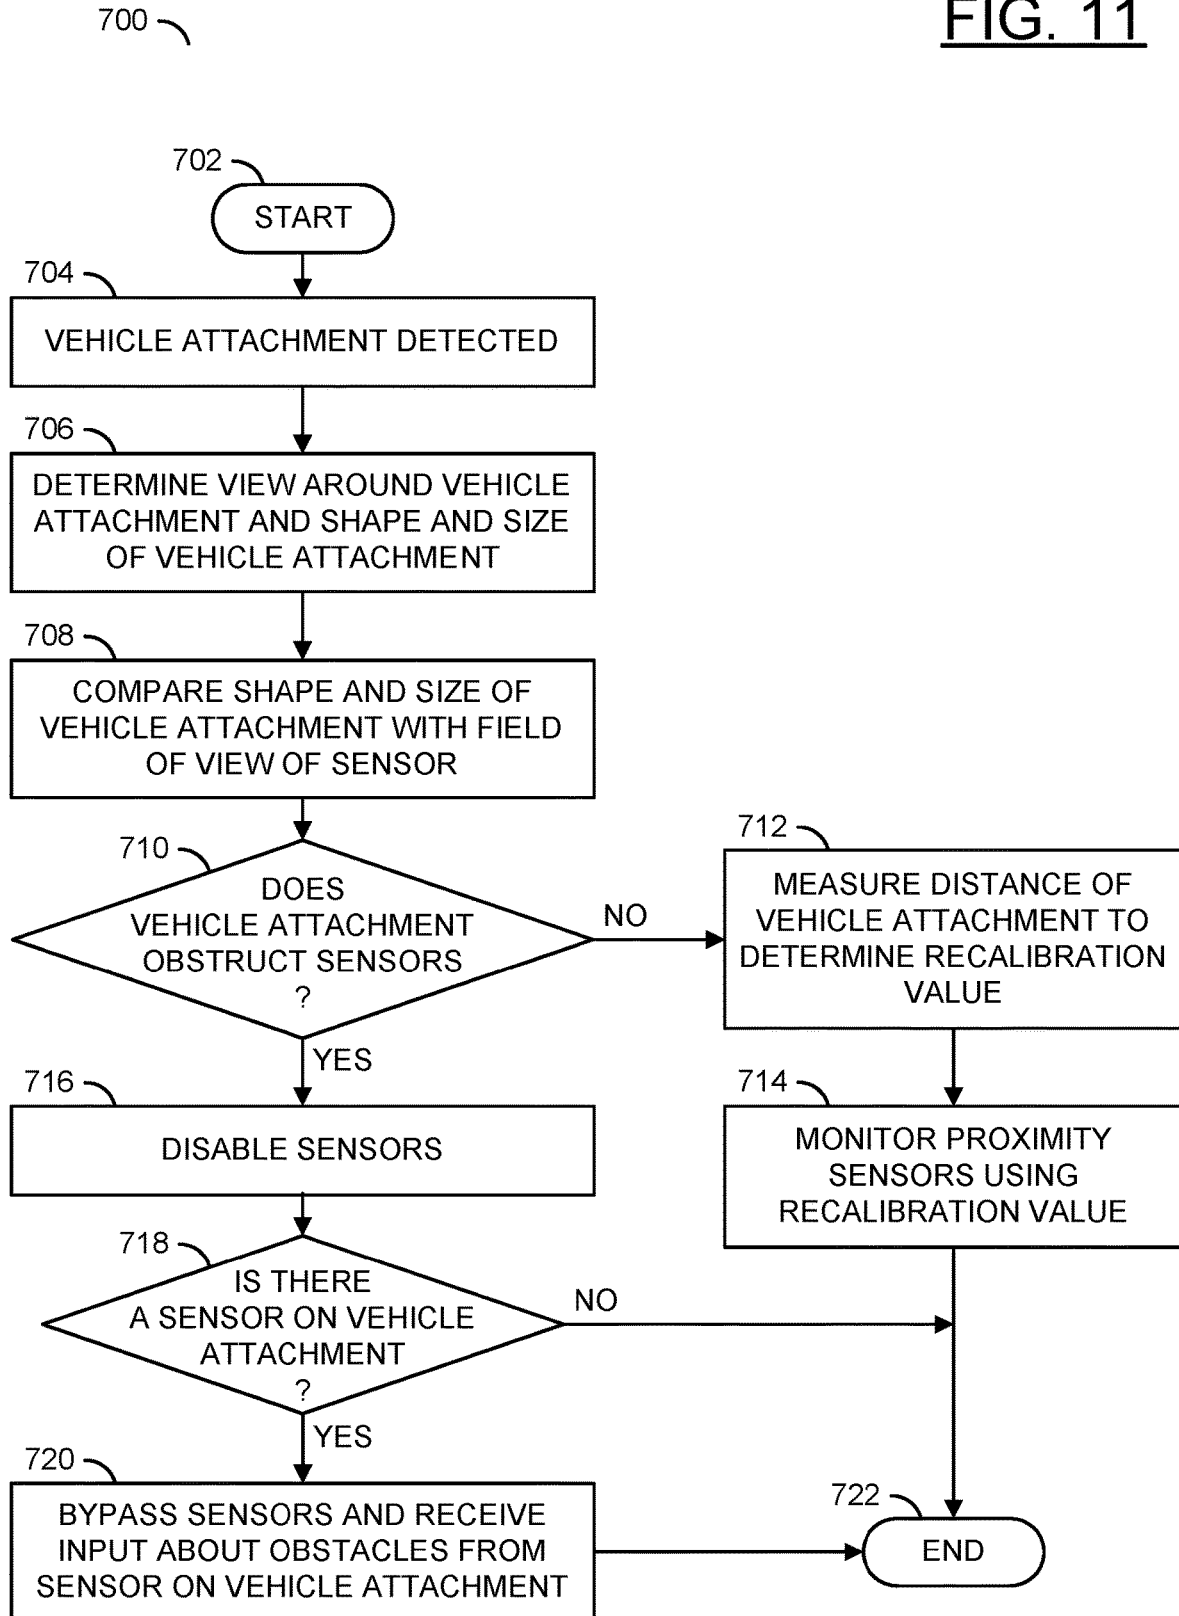 700
FIG. 11
702
START
704
VEHICLE ATTACHMENT DETECTED
706
DETERMINE VIEW AROUND VEHICLE
ATTACHMENT AND SHAPE AND SIZE
OF VEHICLE ATTACHMENT
708
COMPARE SHAPE AND SIZE OF
VEHICLE ATTACHMENT WITH FIELD
OF VIEW OF SENSOR
710
DOES
VEHICLE ATTACHMENT
OBSTRUCT SENSORS
?
NO
712
MEASURE DISTANCE OF
VEHICLE ATTACHMENT TO
DETERMINE RECALIBRATION
VALUE
YES
714
MONITOR PROXIMITY
SENSORS USING
RECALIBRATION VALUE
716
DISABLE SENSORS
718
IS THERE
A SENSOR ON VEHICLE
ATTACHMENT
?
NO
YES
720
BYPASS SENSORS AND RECEIVE
INPUT ABOUT OBSTACLES FROM
SENSOR ON VEHICLE ATTACHMENT
722
END